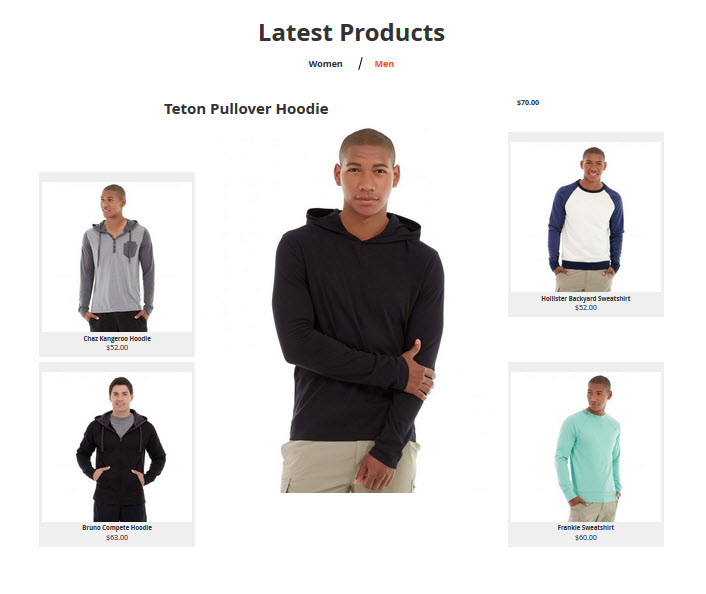 Latest Products
Women / Men
Teton Pullover Hoodie
$70.00
Chaz Kangeroo Hoodie
$52.00
Hollister Backyard Sweatshirt
$52.00
Bruno Compete Hoodie
$63.00
Frankie Sweatshirt
$60.00